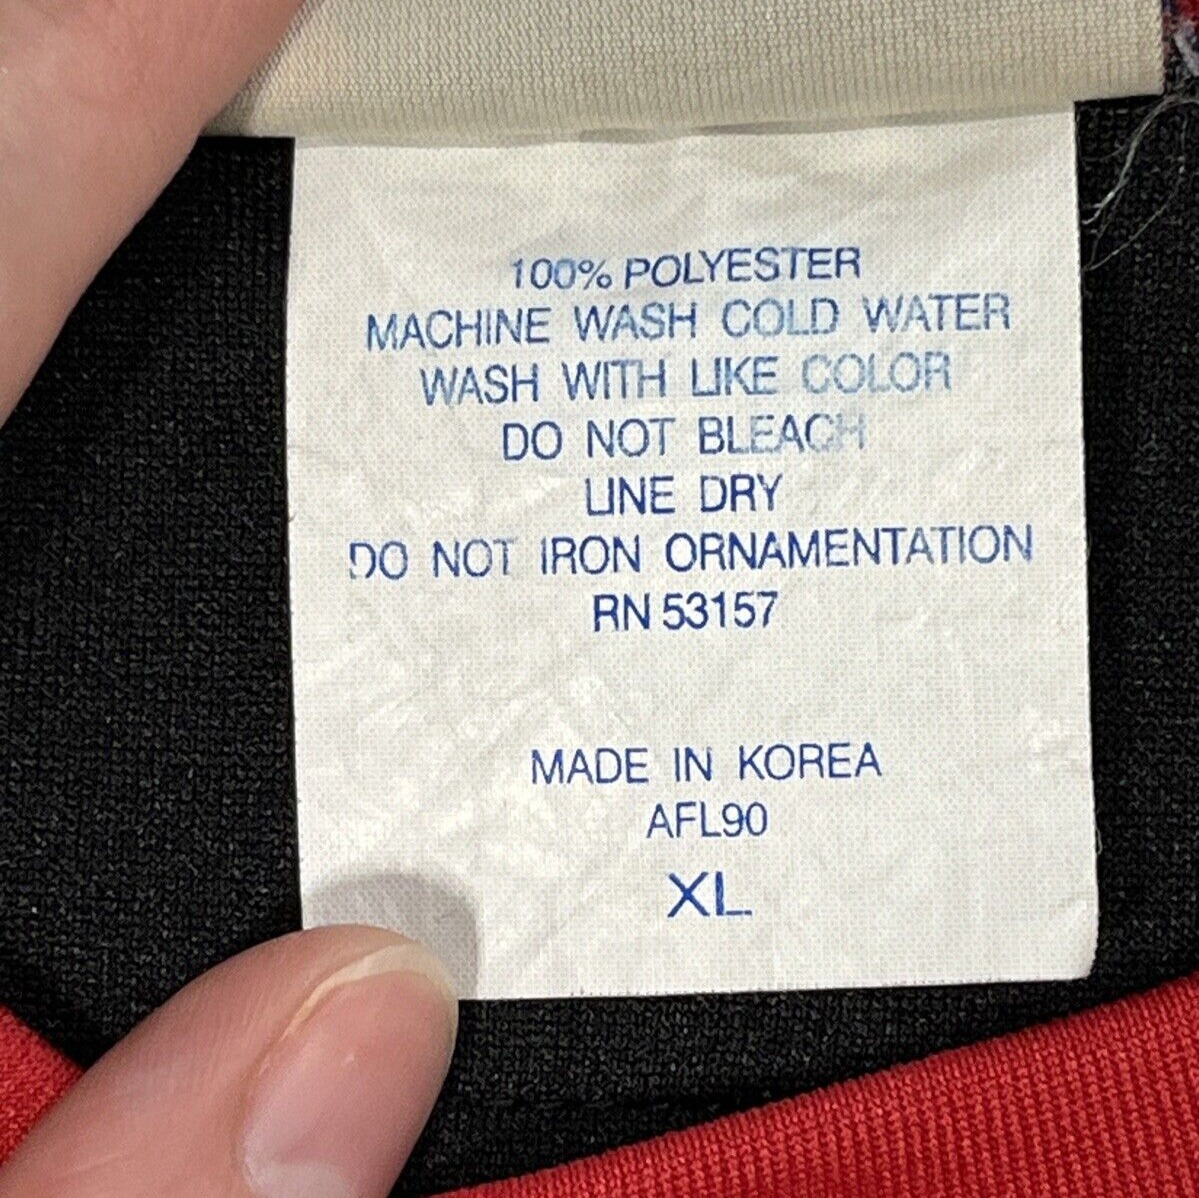 100% POLYESTER
MACHINE WASH COLD WATER
WASH WITH LIKE COLOR
DO NOT BLEACH
LINE DRY
DO NOT IRON ORNAMENTATION
RN 53157
MADE IN KOREA
AFL90
XL